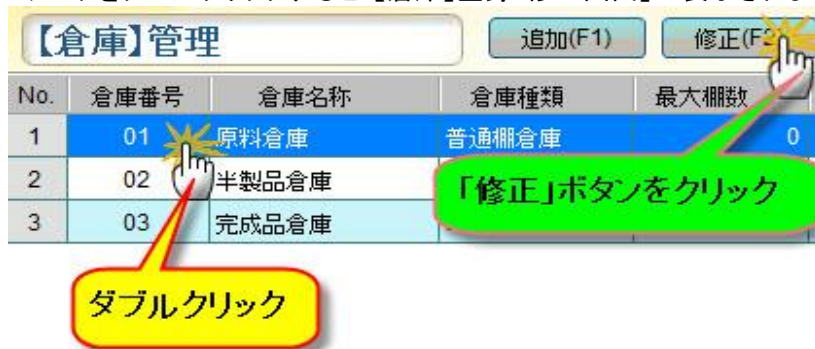 【倉庫】管理 追加(F1) 修正(F2
No. 倉庫番号 倉庫名称 倉庫種類 最大棚数
1 01 原料倉庫 普通棚倉庫 0
2 02 半製品倉庫
3 03 完成品倉庫
「修正」ボタンをクリック
ダブルクリック